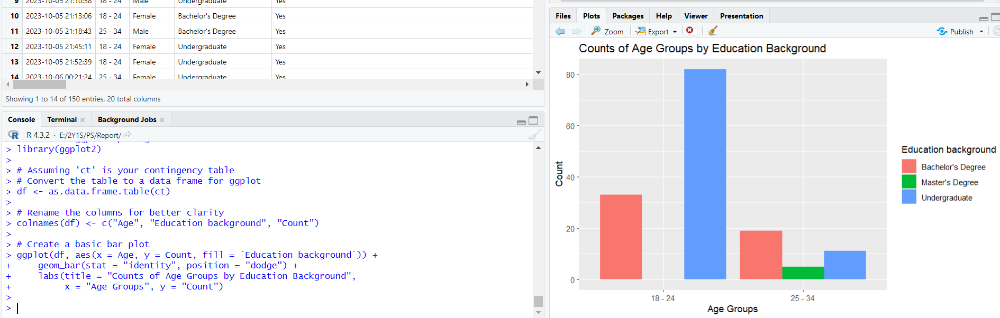 9 2023-10-05 21:10:58 18 - 24 Male Undergraduate Yes
10 2023-10-05 21:13:06 18 - 24 Female Bachelor's Degree Yes
11 2023-10-05 21:18:43 25 - 34 Male Bachelor's Degree Yes
12 2023-10-05 21:45:11 18 - 24 Female Undergraduate Yes
13 2023-10-05 21:52:39 18 - 24 Female Undergraduate Yes
14 2023-10-06 00:21:24 25 - 34 Female Undergraduate Yes
Showing 1 to 14 of 150 entries, 20 total columns
Console Terminal Background Jobs
R R 4.3.2 · E:/2Y1S/PS/Report/
> library(ggplot2)
>
> # Assuming 'ct' is your contingency table
> # Convert the table to a data frame for ggplot
> df <- as.data.frame.table(ct)
>
> # Rename the columns for better clarity
> colnames(df) <- c("Age", "Education background", "Count")
>
> # Create a basic bar plot
> ggplot(df, aes(x = Age, y = Count, fill = `Education background`)) +
+ geom_bar(stat = "identity", position = "dodge") +
+ labs(title = "Counts of Age Groups by Education Background",
+ x = "Age Groups", y = "Count")
>
>
Files Plots Packages Help Viewer Presentation
Zoom Export Publish
Counts of Age Groups by Education Background
80
60
40
20
0
Count
18 - 24 25 - 34
Age Groups
Education background
Bachelor's Degree
Master's Degree
Undergraduate